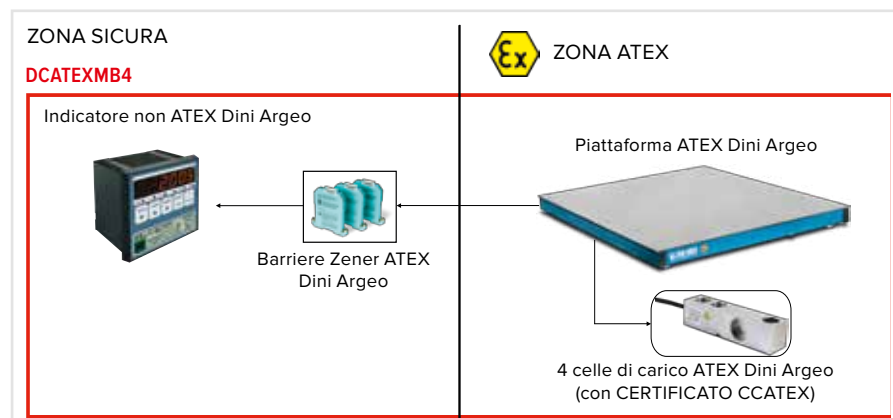 ZONA SICURA
DCATEXMB4
Indicatore non ATEX Dini Argeo
Barriere Zener ATEX
Dini Argeo
Ex
ZONA ATEX
Piattaforma ATEX Dini Argeo
4 celle di carico ATEX Dini Argeo
(con CERTIFICATO CCATEX)